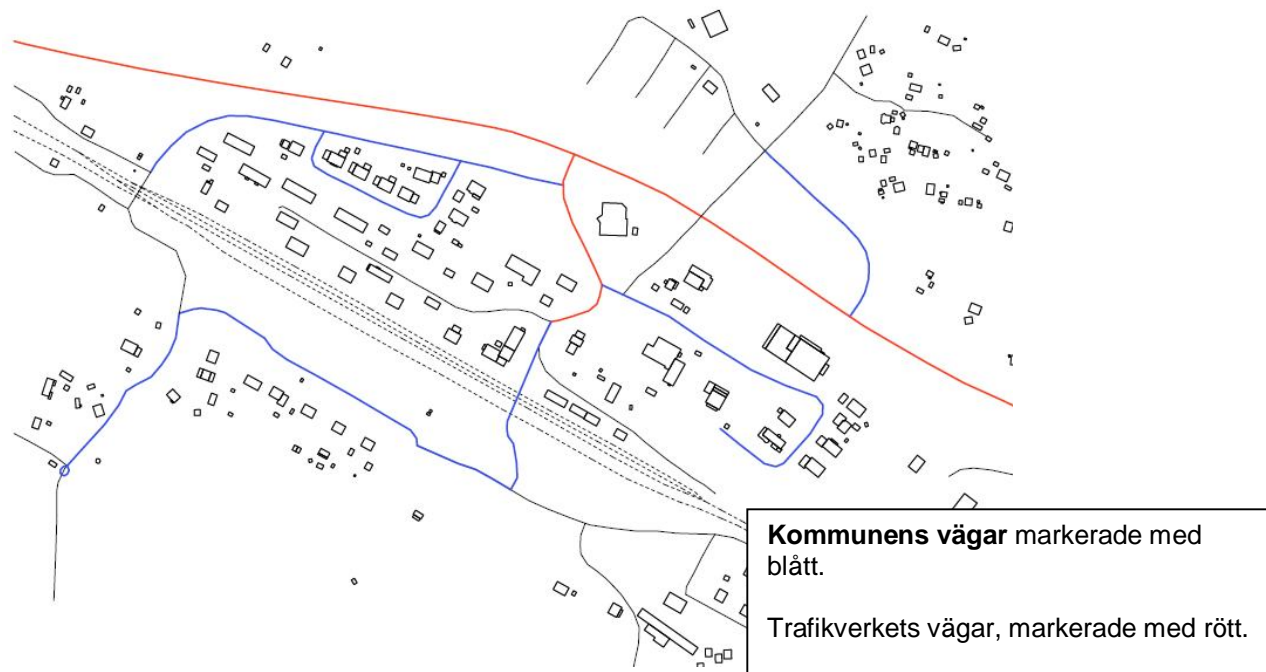 Kommunens vägar markerade med
blått.
Trafikverkets vägar, markerade med rött.